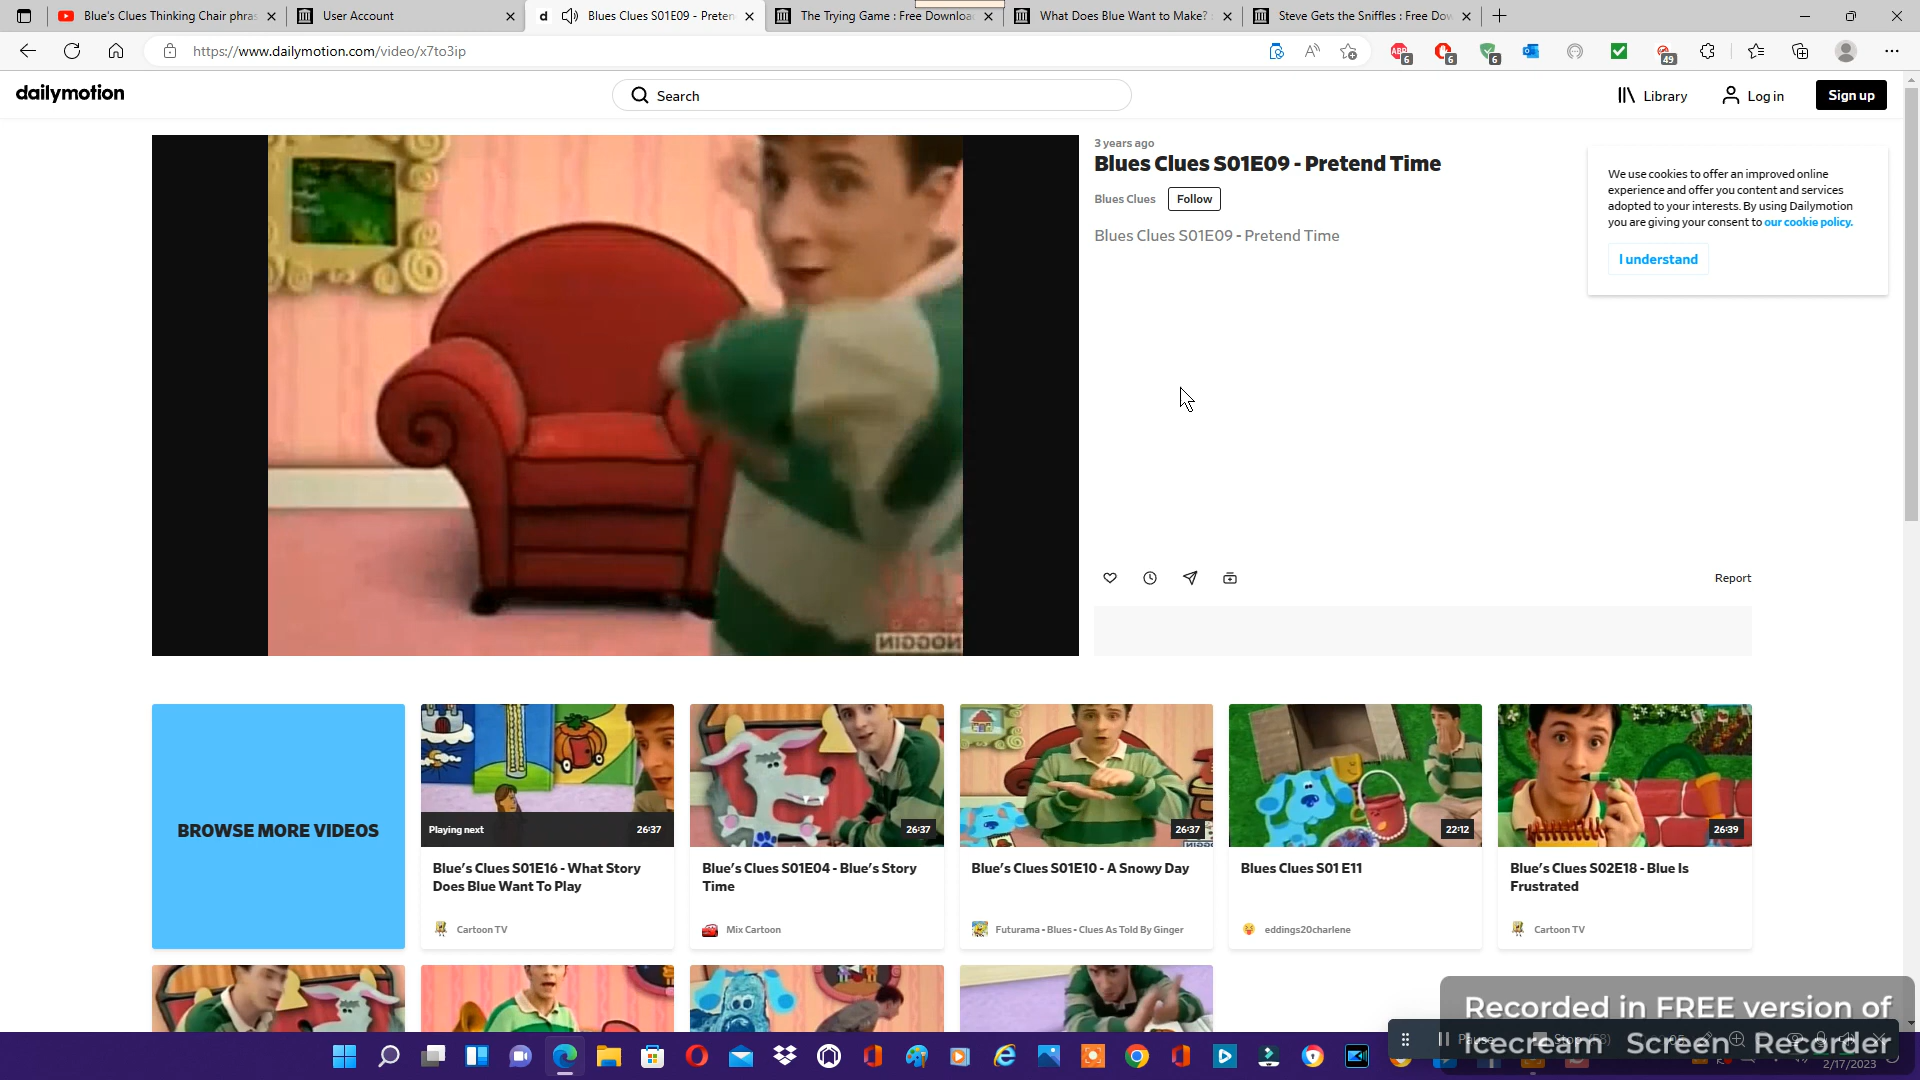 Blue's Clues Thinking Chair phras
User Account
Blues Clues S01E09 - Preten
The Trying Game : Free Downloa
What Does Blue Want to Make? :
Steve Gets the Sniffles : Free Dow
https://www.dailymotion.com/video/x7to3ip
6
6
6
49
dailymotion
Search
Library
Log in
Sign up
3 years ago
Blues Clues S01E09 - Pretend Time
Blues Clues
Follow
Blues Clues S01E09 - Pretend Time
We use cookies to offer an improved online
experience and offer you content and services
adopted to your interests. By using Dailymotion
you are giving your consent to our cookie policy.
I understand
NOGGIN
Report
BROWSE MORE VIDEOS
Playing next
26:37
26:37
26:37
22:12
26:39
Blue's Clues S01E16 - What Story
Does Blue Want To Play
Cartoon TV
Blue's Clues S01E04 - Blue's Story
Time
Mix Cartoon
Blue's Clues S01E10 - A Snowy Day
Futurama - Blues - Clues As Told By Ginger
Blues Clues S01 E11
eddings20charlene
Blue's Clues S02E18 - Blue Is
Frustrated
Cartoon TV
Recorded in FREE version of
Icecream Screen Recorder
2/17/2023